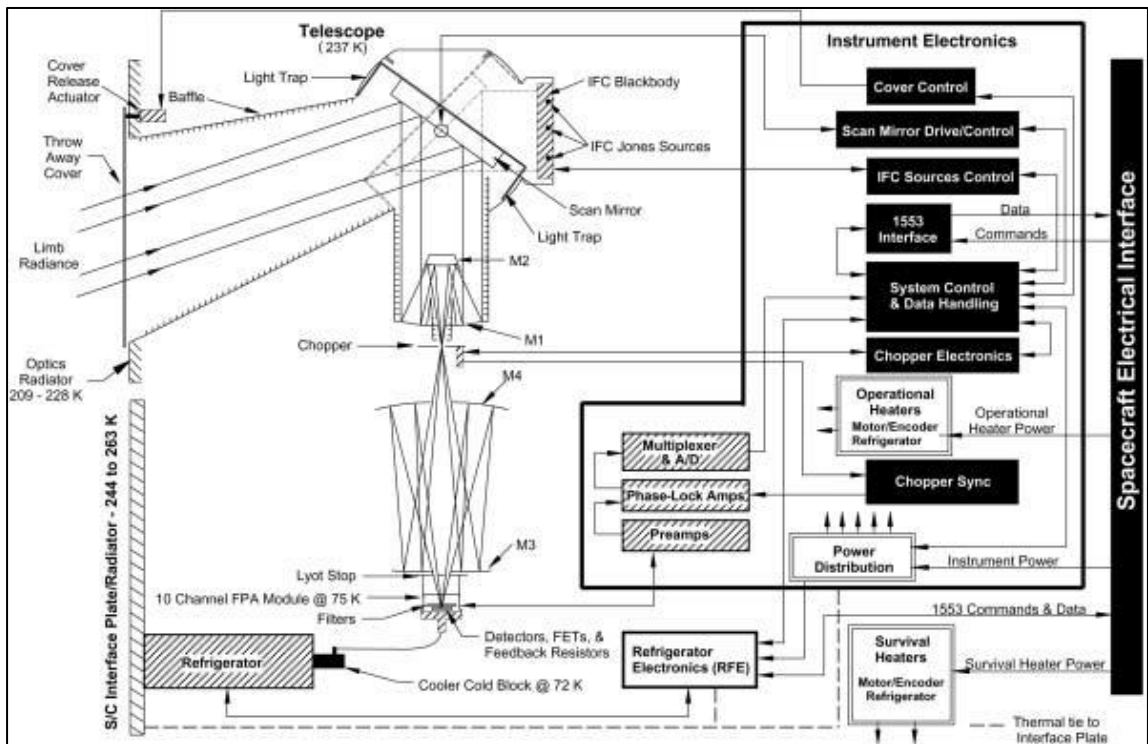 Telescope
(237 K)
Instrument Electronics
Cover
Release
Actuator
Light Trap
Baffle
IFC Blackbody
Cover Control
Scan Mirror Drive/Control
Throw
Away
Cover
IFC Jones Sources
IFC Sources Control
Scan Mirror
Light Trap
1553
Interface
Data
Commands
Limb
Radiance
M2
System Control
& Data Handling
M1
Chopper
Chopper Electronics
Optics
Radiator
209 - 228 K
M4
Operational
Heaters
Motor/Encoder
Refrigerator
Operational
Heater Power
Multiplexer
& A/D
Phase-Lock Amps
Chopper Sync
Preamps
M3
Power
Distribution
Instrument Power
Lyot Stop
10 Channel FPA Module @ 75 K
Filters
1553 Commands & Data
Detectors, FETs, &
Feedback Resistors
Refrigerator
Refrigerator
Electronics (RFE)
Survival
Heaters
Motor/Encoder
Refrigerator
Survival Heater Power
Cooler Cold Block @ 72 K
S/C Interface Plate/Radiator - 244 to 263 K
Spacecraft Electrical Interface
Thermal tie to
Interface Plate